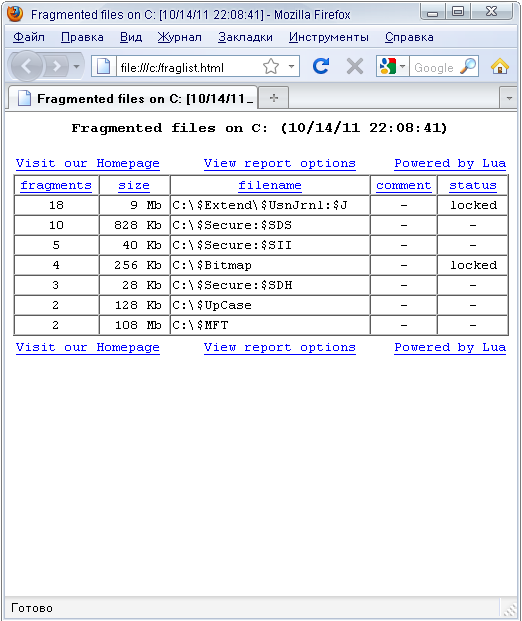 Fragmented files on C: [10/14/11 22:08:41] - Mozilla Firefox
Файл Правка Вид Журнал Закладки Инструменты Справка
file:///c:/fraglist.html Google
Fragmented files on C: [10/14/11...
Fragmented files on C: (10/14/11 22:08:41)
Visit our Homepage View report options Powered by Lua
fragments size filename comment status
18 9 Mb C:\$Extend\$UsnJrnl:$J - locked
10 828 Kb C:\$Secure:$SDS - -
5 40 Kb C:\$Secure:$SII - -
4 256 Kb C:\$Bitmap - locked
3 28 Kb C:\$Secure:$SDH - -
2 128 Kb C:\$UpCase - -
2 108 Mb C:\$MFT - -
Visit our Homepage View report options Powered by Lua
Готово